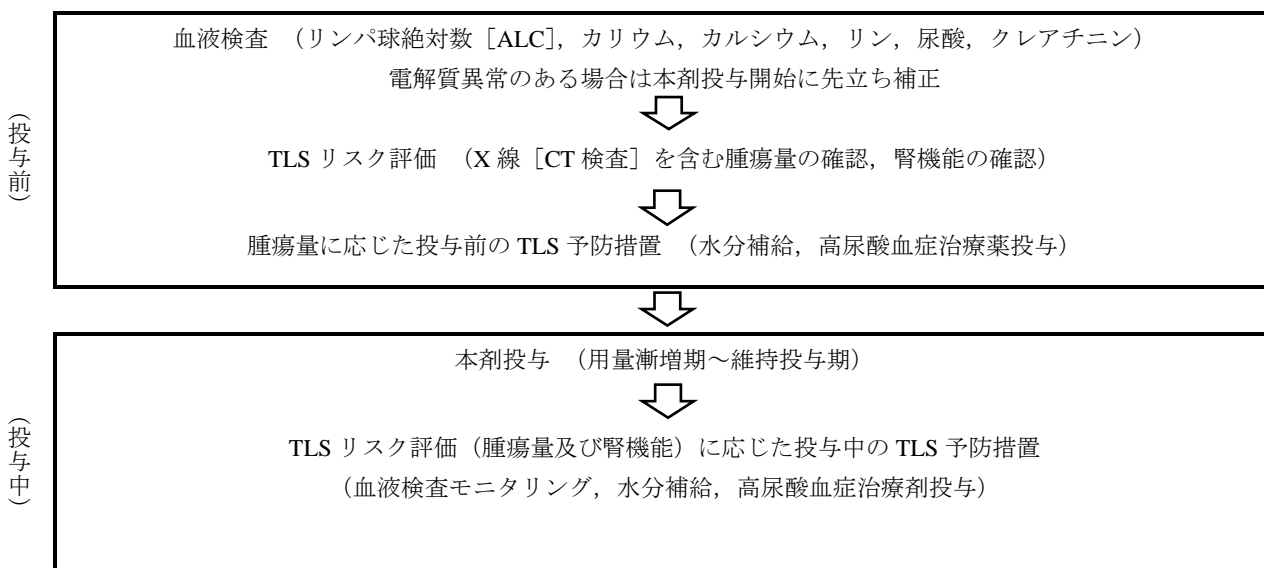 （投与前）
血液検査　（リンパ球絶対数［ALC］，カリウム，カルシウム，リン，尿酸，クレアチニン）
電解質異常のある場合は本剤投与開始に先立ち補正
TLS リスク評価　（X 線［CT 検査］を含む腫瘍量の確認，腎機能の確認）
腫瘍量に応じた投与前の TLS 予防措置　（水分補給，高尿酸血症治療薬投与）
（投与中）
本剤投与　（用量漸増期～維持投与期）
TLS リスク評価（腫瘍量及び腎機能）に応じた投与中の TLS 予防措置
（血液検査モニタリング，水分補給，高尿酸血症治療剤投与）